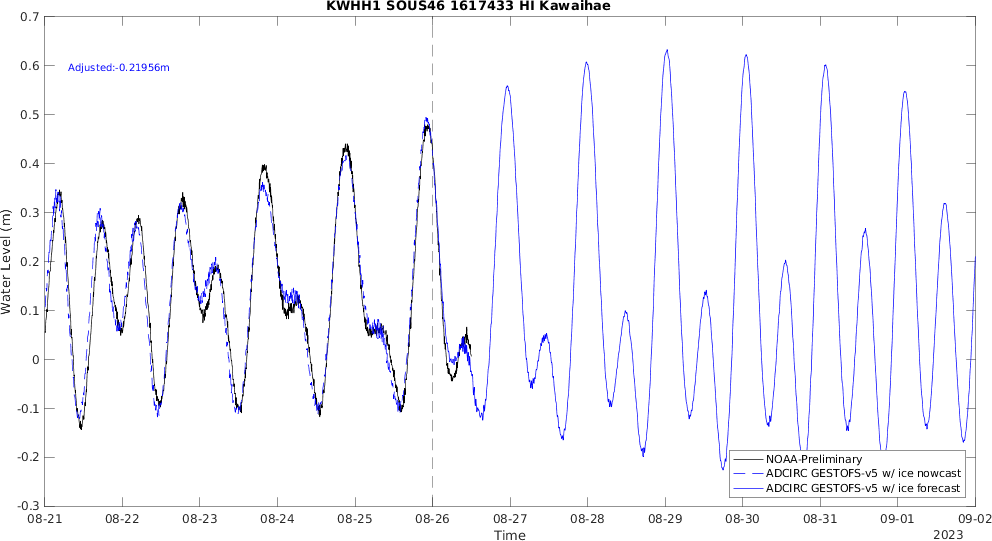 KWHH1 SOUS46 1617433 HI Kawaihae
Adjusted:-0.21956m
Water Level (m)
0.7
0.6
0.5
0.4
0.3
0.2
0.1
0
-0.1
-0.2
-0.3
NOAA-Preliminary
ADCIRC GESTOFS-v5 w/ ice nowcast
ADCIRC GESTOFS-v5 w/ ice forecast
08-21 08-22 08-23 08-24 08-25 08-26 08-27 08-28 08-29 08-30 08-31 09-01 09-02
Time
2023